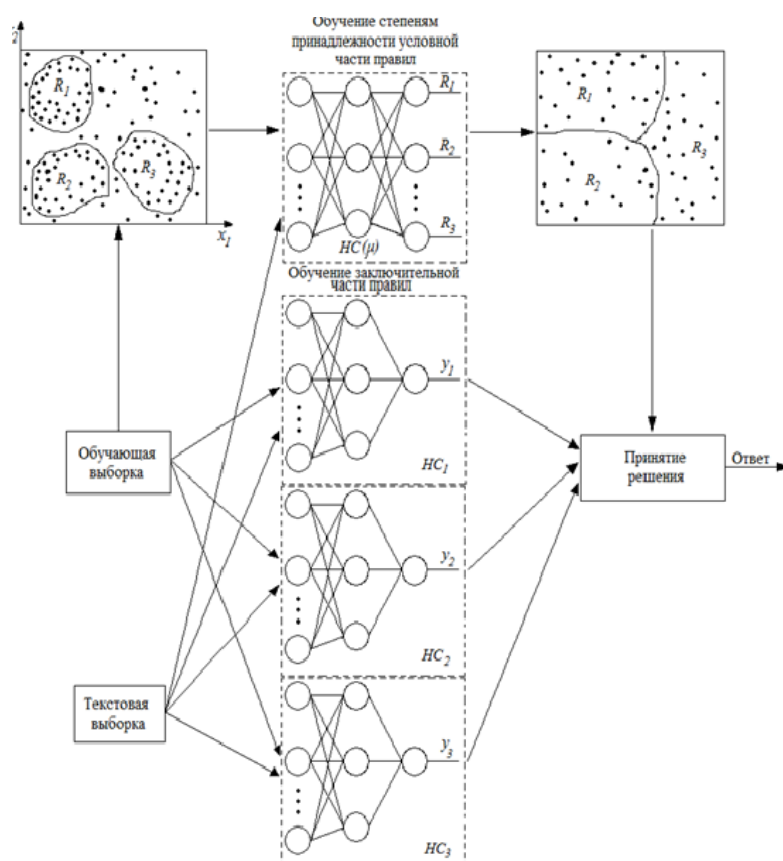 Обучение степеням
принадлежности условной
части правил
R1
R2
R3
x1
R1
R2
R3
НС(μ)
R1
R2
R3
Обучение заключительной
части правил
y1
НС1
y2
НС2
y3
НС3
Обучающая
выборка
Текстовая
выборка
Принятие
решения
Ответ